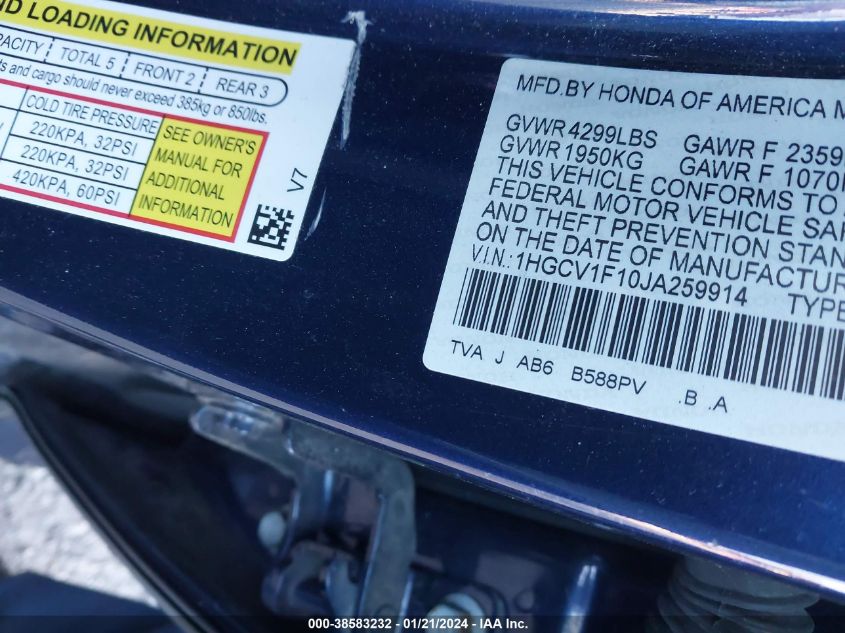 ND LOADING INFORMATION
PACITY TOTAL 5 FRONT 2 REAR 3
ts and cargo should never exceed 385kg or 850lbs.
COLD TIRE PRESSURE
220KPA, 32PSI
220KPA, 32PSI
420KPA, 60PSI
SEE OWNER'S
MANUAL FOR
ADDITIONAL
INFORMATION
V7
MFD.BY HONDA OF AMERICA M
GVWR 4299LBS GAWR F 2359
GVWR 1950KG GAWR F 1070
THIS VEHICLE CONFORMS TO
FEDERAL MOTOR VEHICLE SAF
AND THEFT PREVENTION STAN
ON THE DATE OF MANUFACTUR
V.I.N.:1HGCV1F10JA259914 TYPE
TVA J AB6 B588PV .B .A
000-38583232 - 01/21/2024 - IAA Inc.